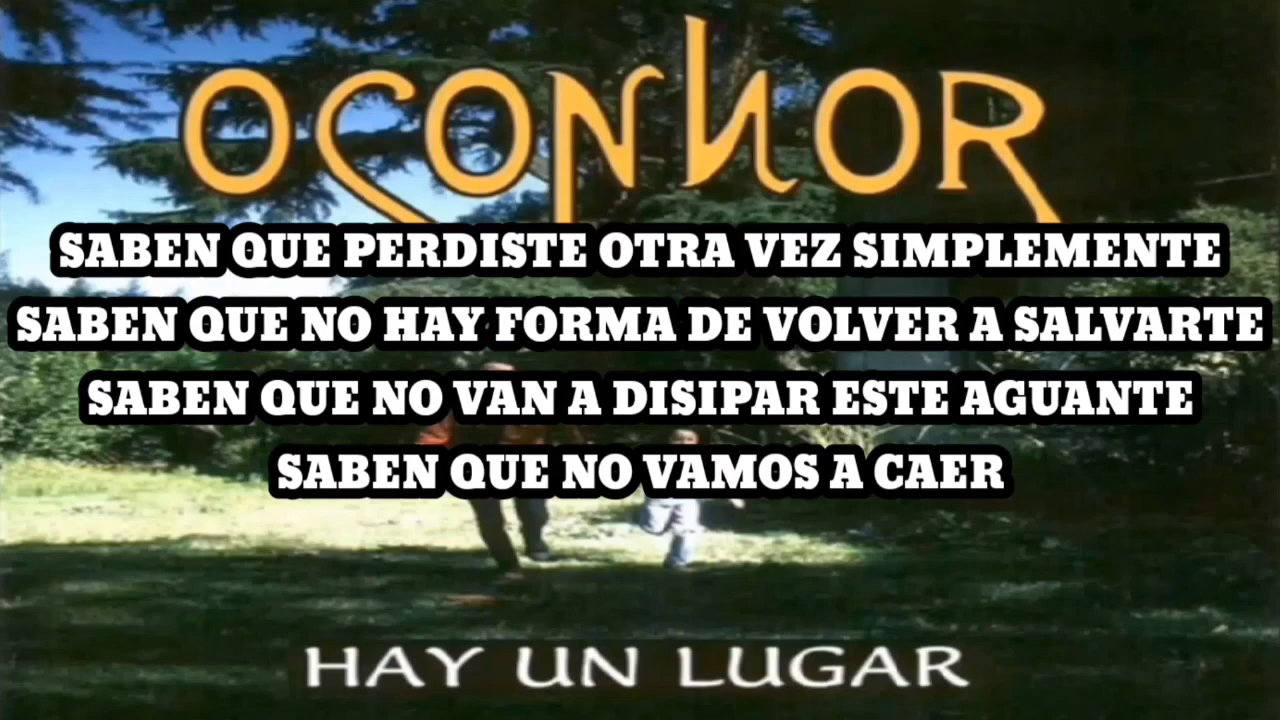 OCONNOR
SABEN QUE PERDISTE OTRA VEZ SIMPLEMENTE
SABEN QUE NO HAY FORMA DE VOLVER A SALVARTE
SABEN QUE NO VAN A DISIPAR ESTE AGUANTE
SABEN QUE NO VAMOS A CAER
HAY UN LUGAR